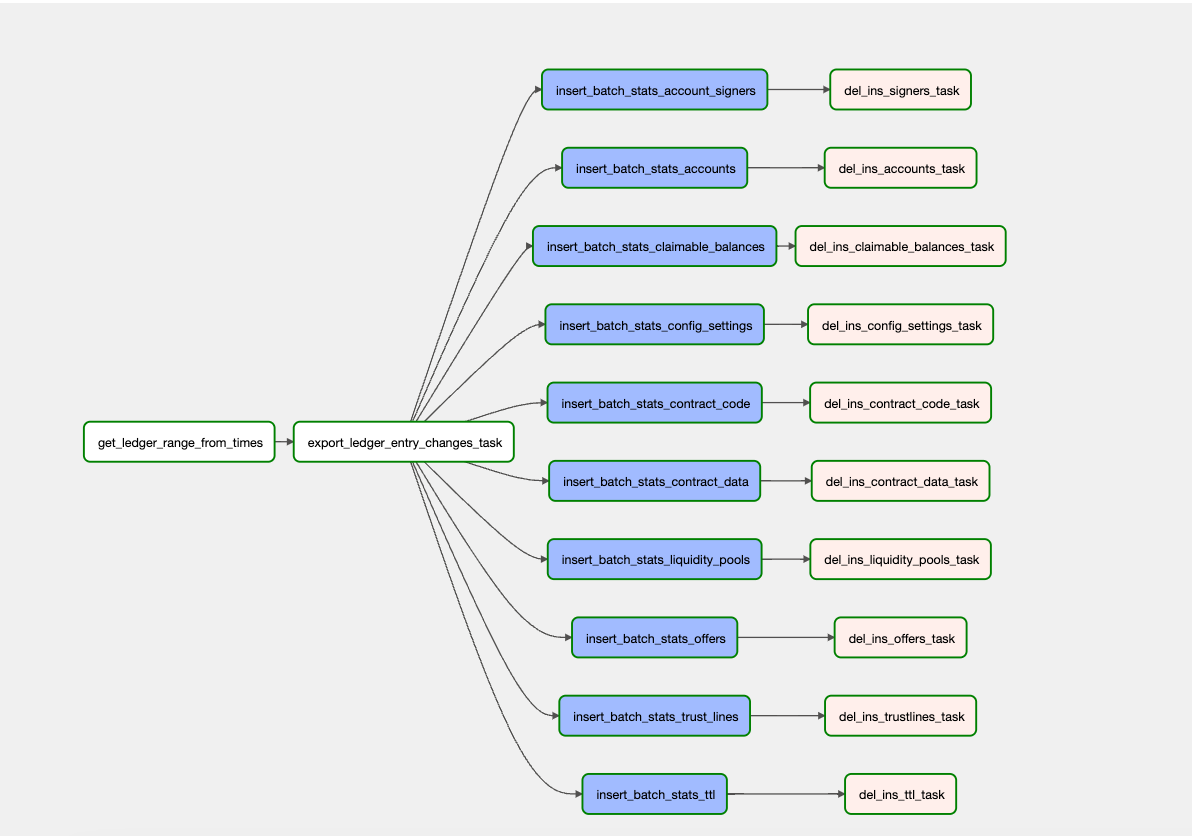 insert_batch_stats_account_signers
del_ins_signers_task
insert_batch_stats_accounts
del_ins_accounts_task
insert_batch_stats_claimable_balances
del_ins_claimable_balances_task
insert_batch_stats_config_settings
del_ins_config_settings_task
insert_batch_stats_contract_code
del_ins_contract_code_task
get_ledger_range_from_times
export_ledger_entry_changes_task
insert_batch_stats_contract_data
del_ins_contract_data_task
insert_batch_stats_liquidity_pools
del_ins_liquidity_pools_task
insert_batch_stats_offers
del_ins_offers_task
insert_batch_stats_trust_lines
del_ins_trustlines_task
insert_batch_stats_ttl
del_ins_ttl_task